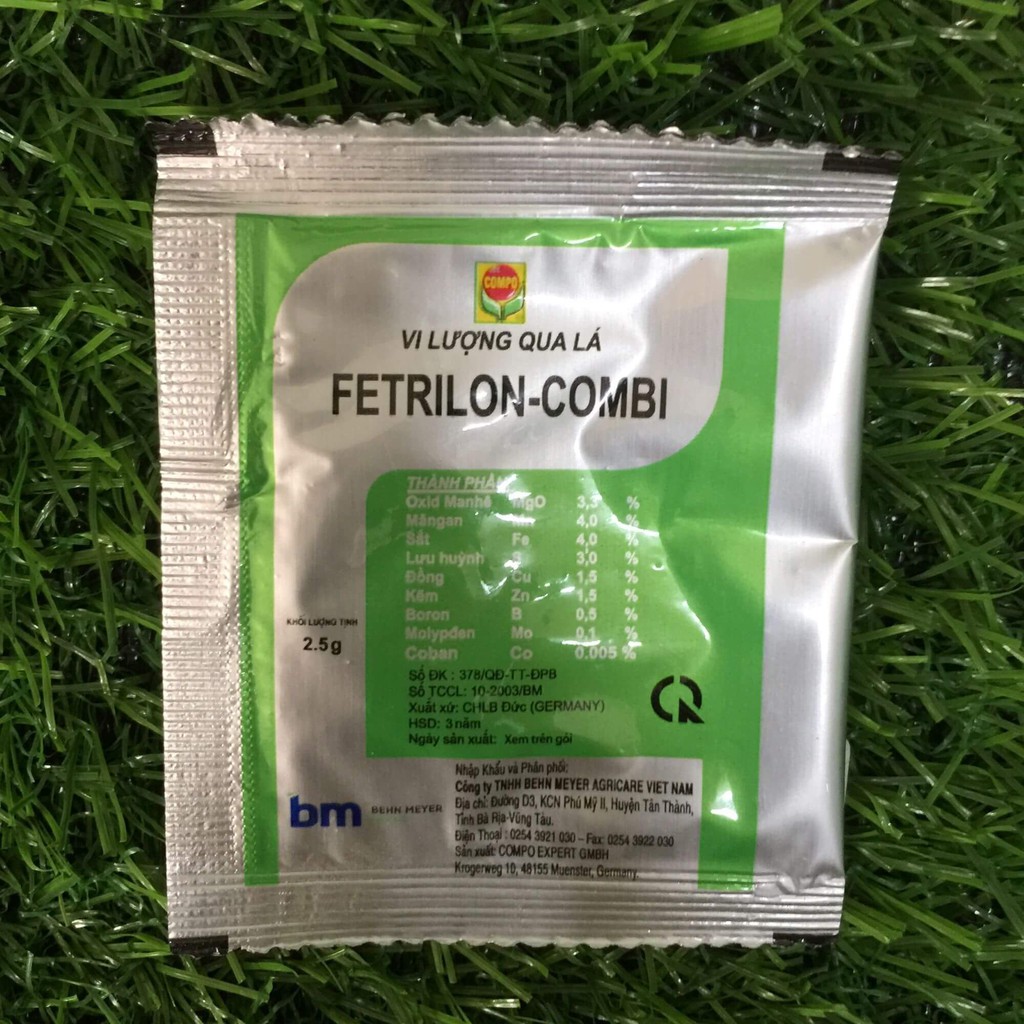 COMPO
VI LƯỢNG QUA LÁ
FETRILON-COMBI
THÀNH PHẦN
Oxid Manhê MgO 3,3 %
Mângan Mn 4,0 %
Sắt Fe 4,0 %
Lưu huỳnh S 3,0 %
Đồng Cu 1,5 %
Kẽm Zn 1,5 %
Boron B 0,5 %
Molypđen Mo 0,1 %
Coban Co 0.005 %
KHỐI LƯỢNG TỊNH
2.5g
Số ĐK : 378/QĐ-TT-ĐPB
Số TCCL: 10-2003/BM
Xuất xứ: CHLB Đức (GERMANY)
HSD: 3 năm
Ngày sản xuất: Xem trên gói
CR
bm BEHN MEYER
Nhập Khẩu và Phân phối:
Công ty TNHH BEHN MEYER AGRICARE VIET NAM
Địa chỉ: Đường D3, KCN Phú Mỹ II, Huyện Tân Thành,
Tỉnh Bà Rịa-Vũng Tàu.
Điện Thoại : 0254 3921 030 – Fax: 0254 3922 030
Sản xuất: COMPO EXPERT GMBH
Krogerweg 10, 48155 Muenster, Germany.